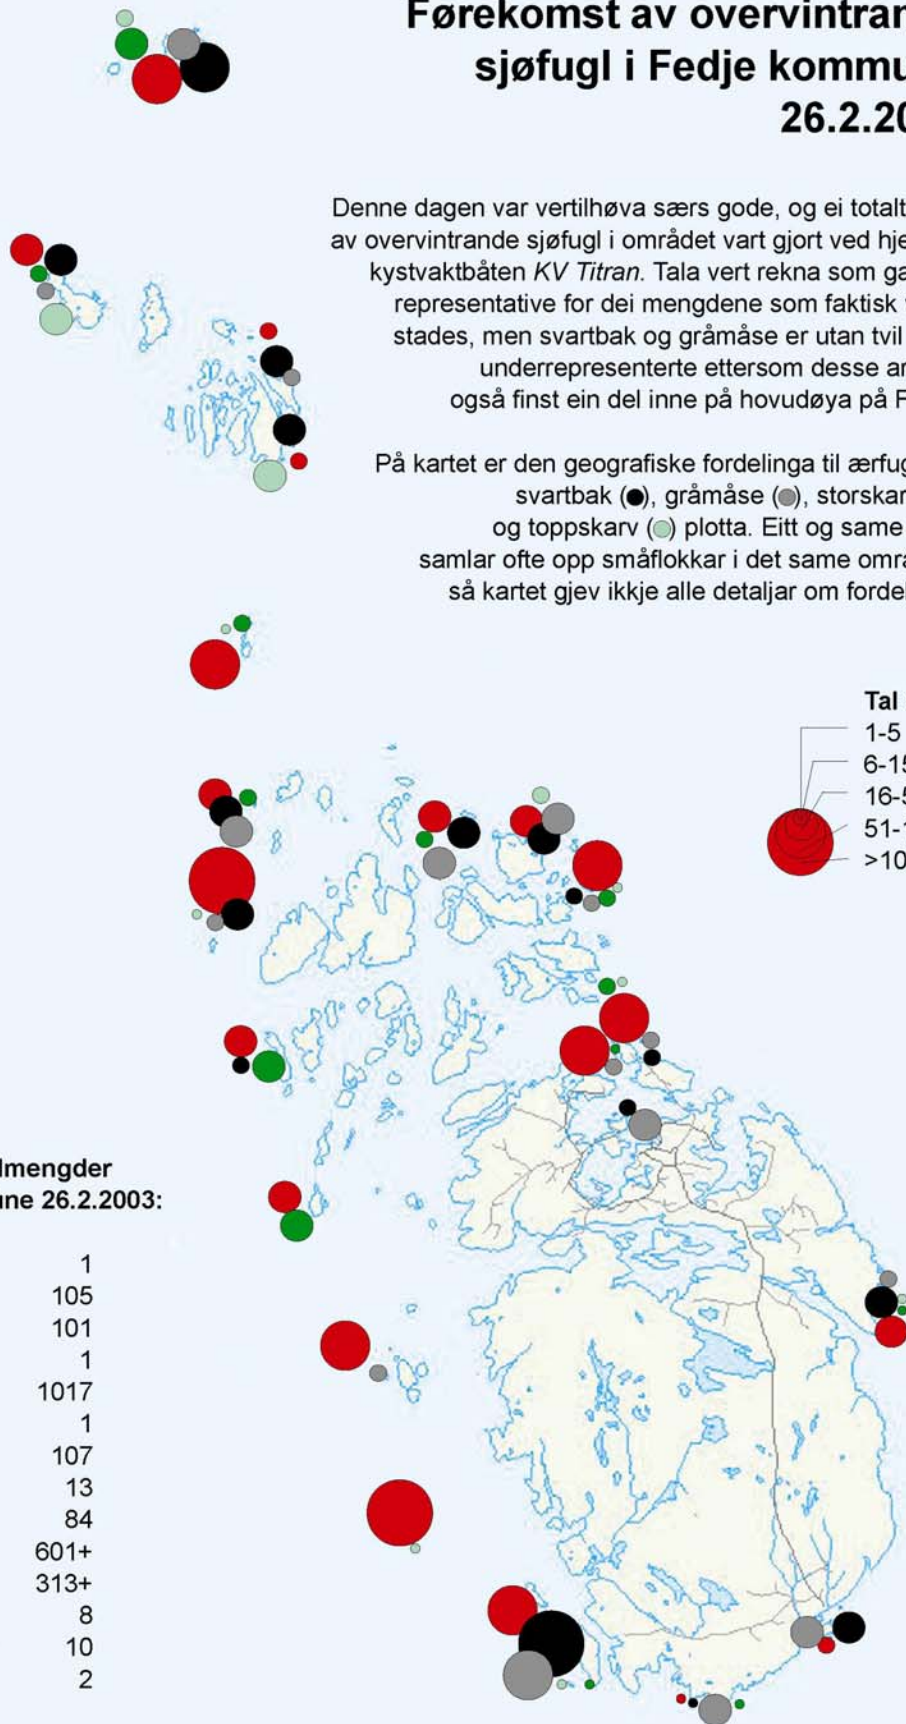 Førekomst av overvintran
sjøfugl i Fedje kommu
26.2.20
Denne dagen var vertilhøva særs gode, og ei totalt
av overvintrande sjøfugl i området vart gjort ved hje
kystvaktbåten KV Titran. Tala vert rekna som ga
representative for dei mengdene som faktisk
stades, men svartbak og gråmåse er utan tvil
underrepresenterte ettersom desse ar
også finst ein del inne på hovudøya på F
På kartet er den geografiske fordelinga til ærfug
svartbak (●), gråmåse (●), storskar
og toppskarv (●) plotta. Eitt og same
samlar ofte opp småflokkar i det same områ
så kartet gjev ikkje alle detaljar om fordel
Tal
1-5
6-15
16-5
51-1
>10
lmengder
une 26.2.2003:
1
105
101
1
1017
1
107
13
84
601+
313+
8
10
2